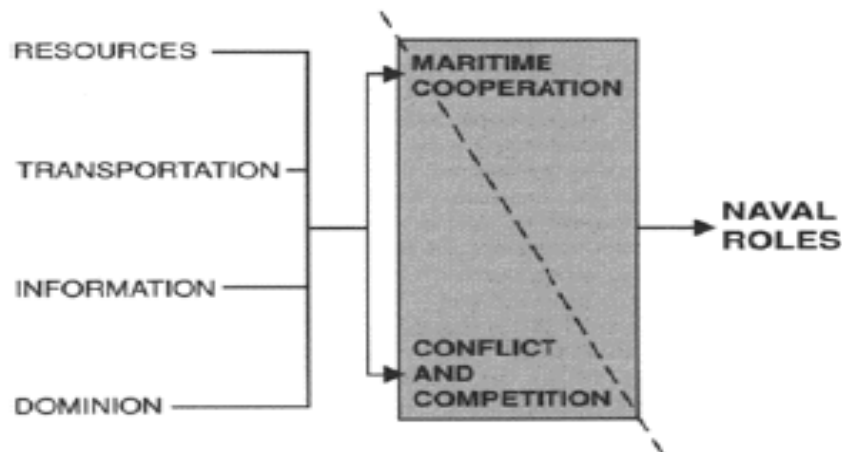 RESOURCES
TRANSPORTATION
INFORMATION
DOMINION
MARITIME
COOPERATION
CONFLICT
AND
COMPETITION
NAVAL
ROLES